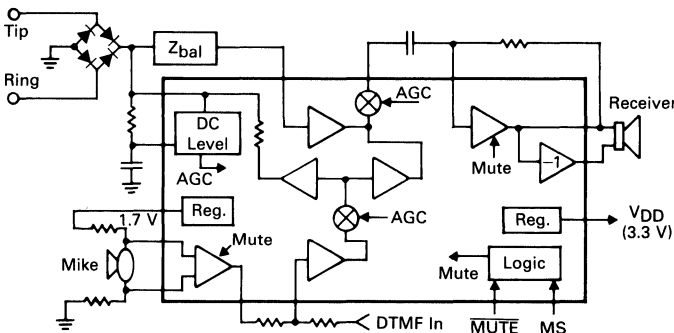 Tip
Zbal
Ring
AGC
Receiver
DC
Level
AGC
Mute
-1
AGC
1.7 V
Reg.
Mute
Mike
Reg.
VDD
(3.3 V)
Logic
Mute
DTMF In
MUTE
MS